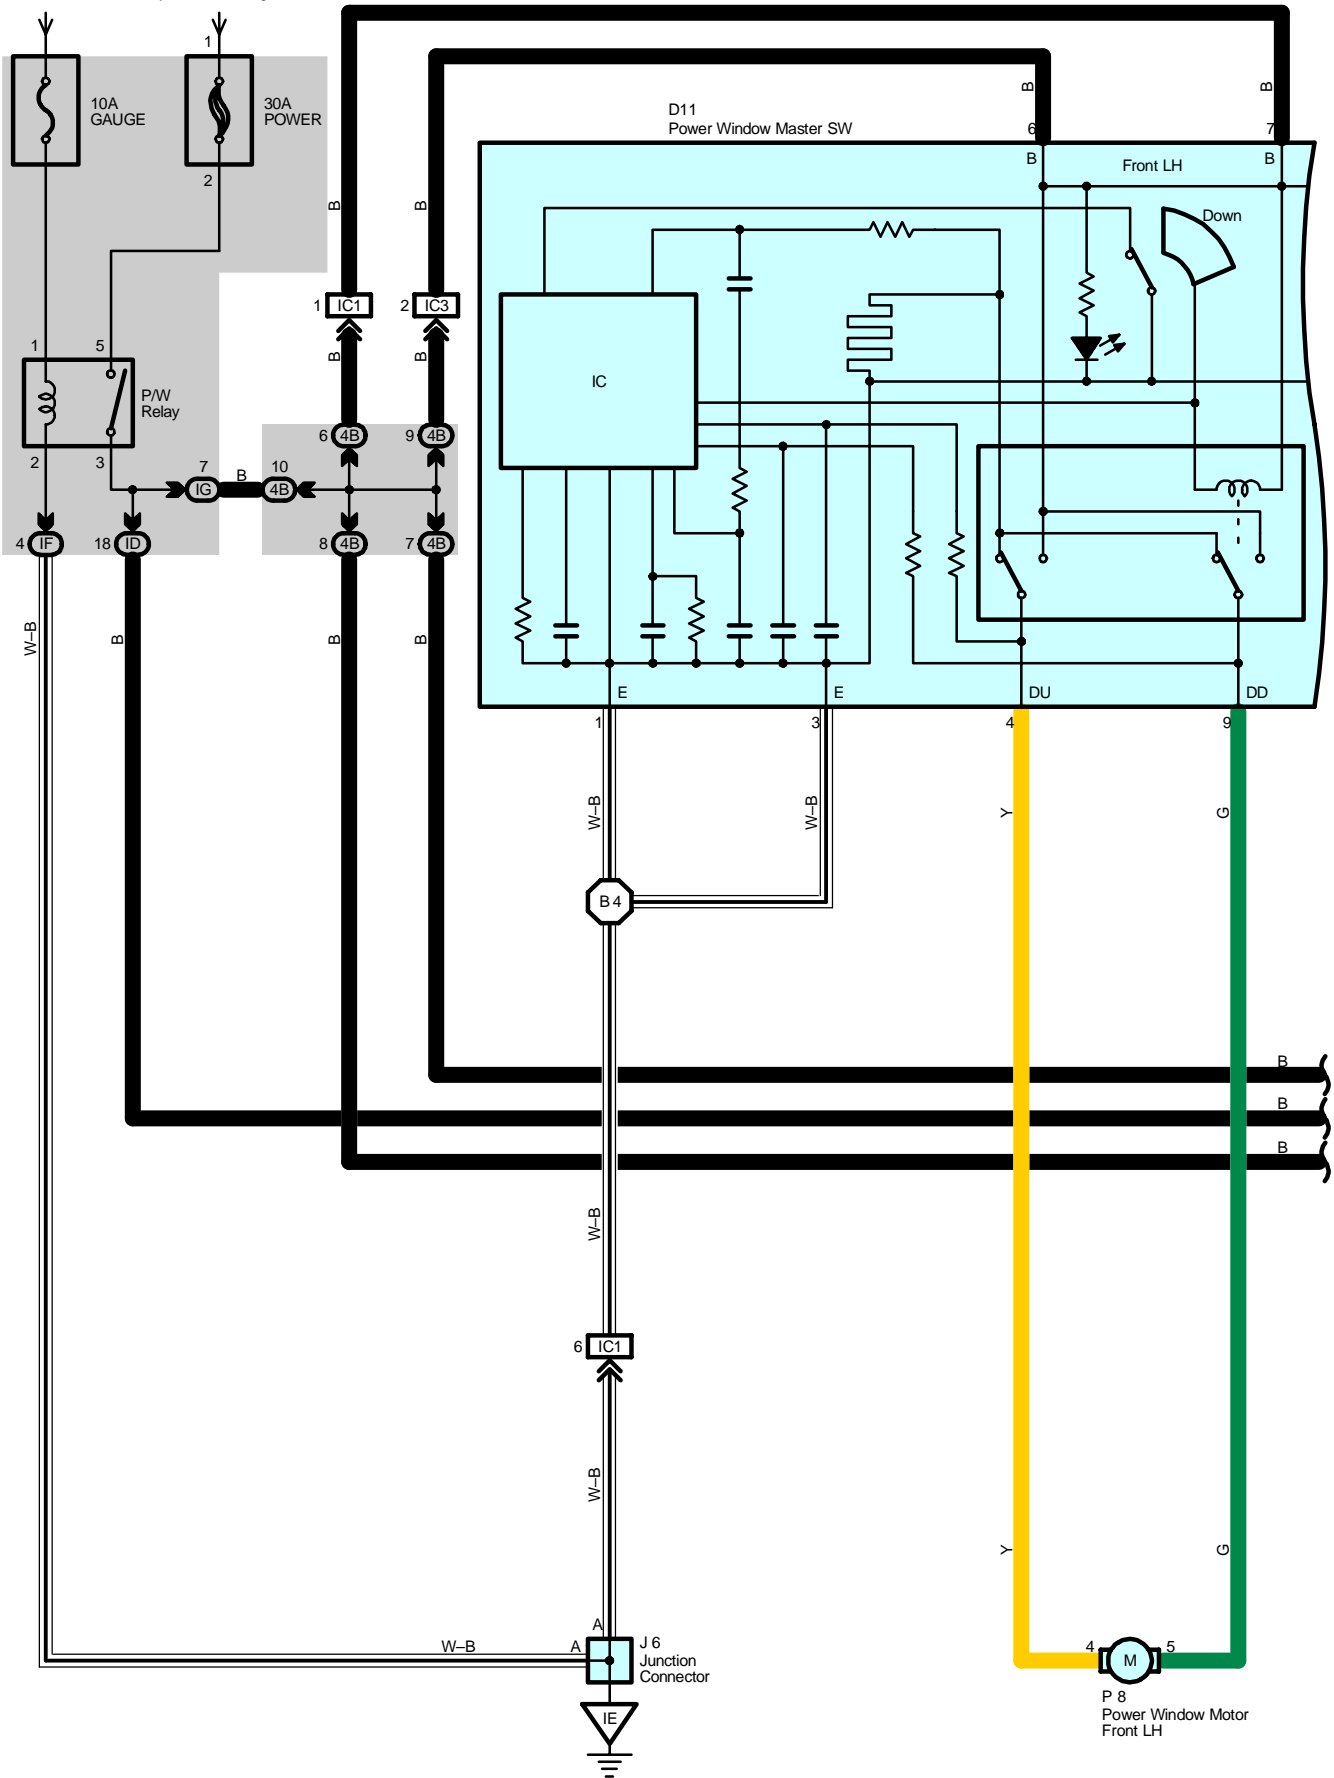 1
10A
GAUGE
30A
POWER
2
D11
Power Window Master SW
B
B
6
7
B
B
Front LH
Down
B
B
1 IC1
2 IC3
B
B
1
5
P/W
Relay
2
3
IC
6 4B
9 4B
7
IG
B
10
4B
4 IF
18 ID
8 4B
7 4B
W–B
B
B
B
E
E
DU
DD
1
3
4
9
W–B
W–B
Y
G
B 4
B
B
B
W–B
6 IC1
W–B
Y
G
A
W–B
A
J 6
Junction
Connector
4
M
5
P 8
Power Window Motor
Front LH
IE